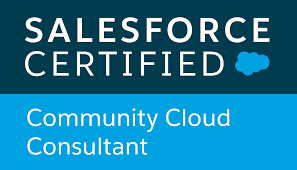 SALESFORCE
CERTIFIED
Community Cloud
Consultant